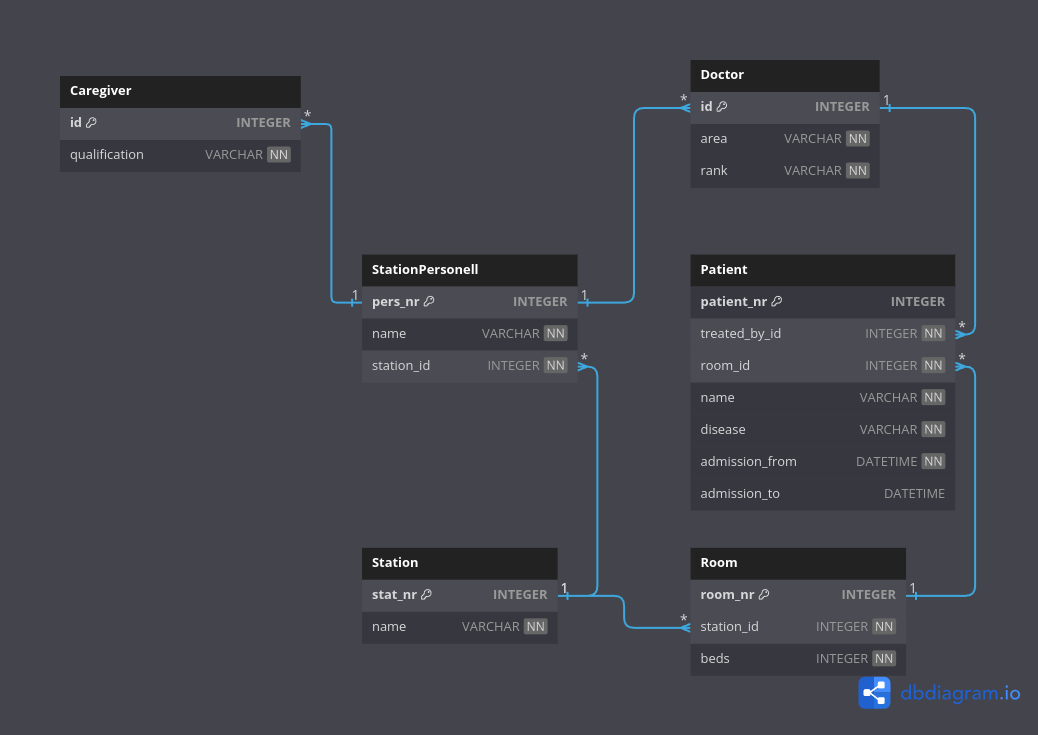 Caregiver
id INTEGER
qualification VARCHAR NN
*
1
StationPersonell
pers_nr INTEGER
name VARCHAR NN
station_id INTEGER NN
1
*
Doctor
id INTEGER
area VARCHAR NN
rank VARCHAR NN
*
1
Patient
patient_nr INTEGER
treated_by_id INTEGER NN
room_id INTEGER NN
name VARCHAR NN
disease VARCHAR NN
admission_from DATETIME NN
admission_to DATETIME
*
*
Station
stat_nr INTEGER
name VARCHAR NN
1
Room
room_nr INTEGER
station_id INTEGER NN
beds INTEGER NN
*
1
dbdiagram.io